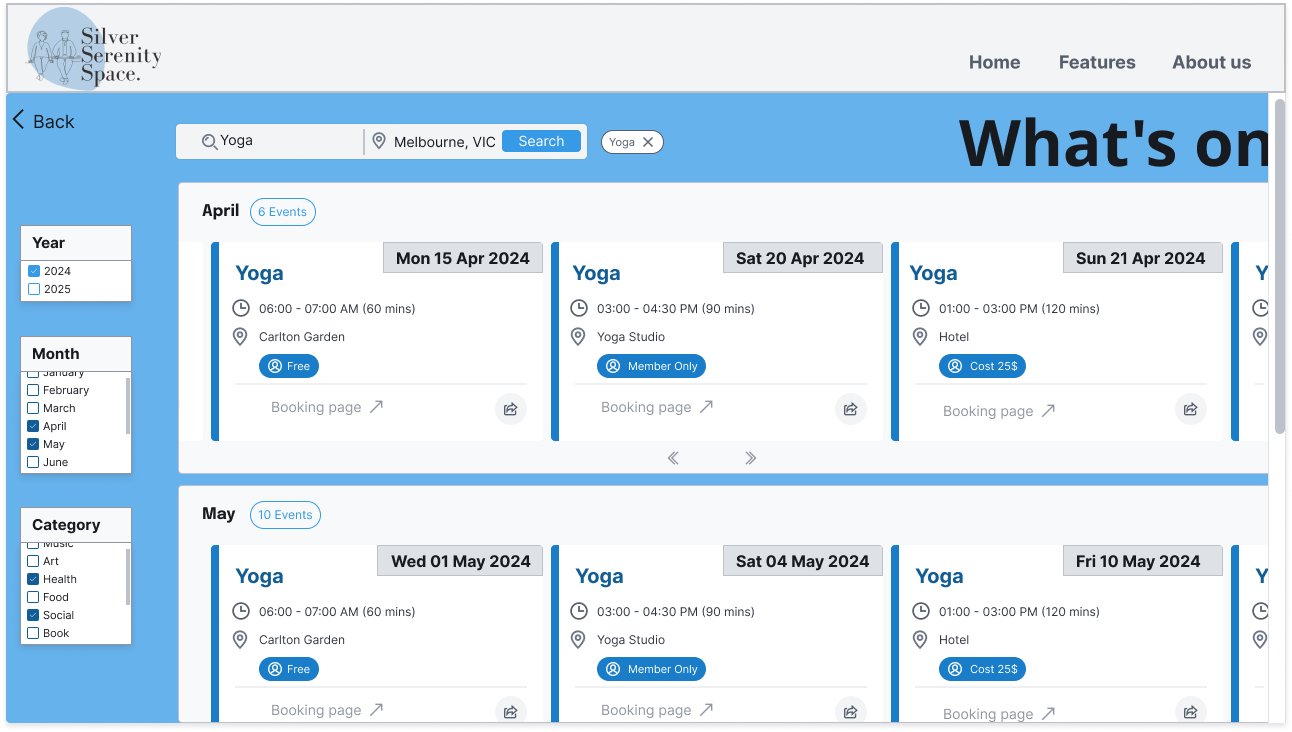 Silver
Serenity
Space.
Home Features About us
Back
Yoga Melbourne, VIC Search Yoga
What's on
April 6 Events
Year
2024
2025
Month
January
February
March
April
May
June
Category
Music
Art
Health
Food
Social
Book
Mon 15 Apr 2024
Yoga
06:00 - 07:00 AM (60 mins)
Carlton Garden
Free
Booking page
Sat 20 Apr 2024
Yoga
03:00 - 04:30 PM (90 mins)
Yoga Studio
Member Only
Booking page
Sun 21 Apr 2024
Yoga
01:00 - 03:00 PM (120 mins)
Hotel
Cost 25$
Booking page
Y
May 10 Events
Wed 01 May 2024
Yoga
06:00 - 07:00 AM (60 mins)
Carlton Garden
Free
Booking page
Sat 04 May 2024
Yoga
03:00 - 04:30 PM (90 mins)
Yoga Studio
Member Only
Booking page
Fri 10 May 2024
Yoga
01:00 - 03:00 PM (120 mins)
Hotel
Cost 25$
Booking page
Y